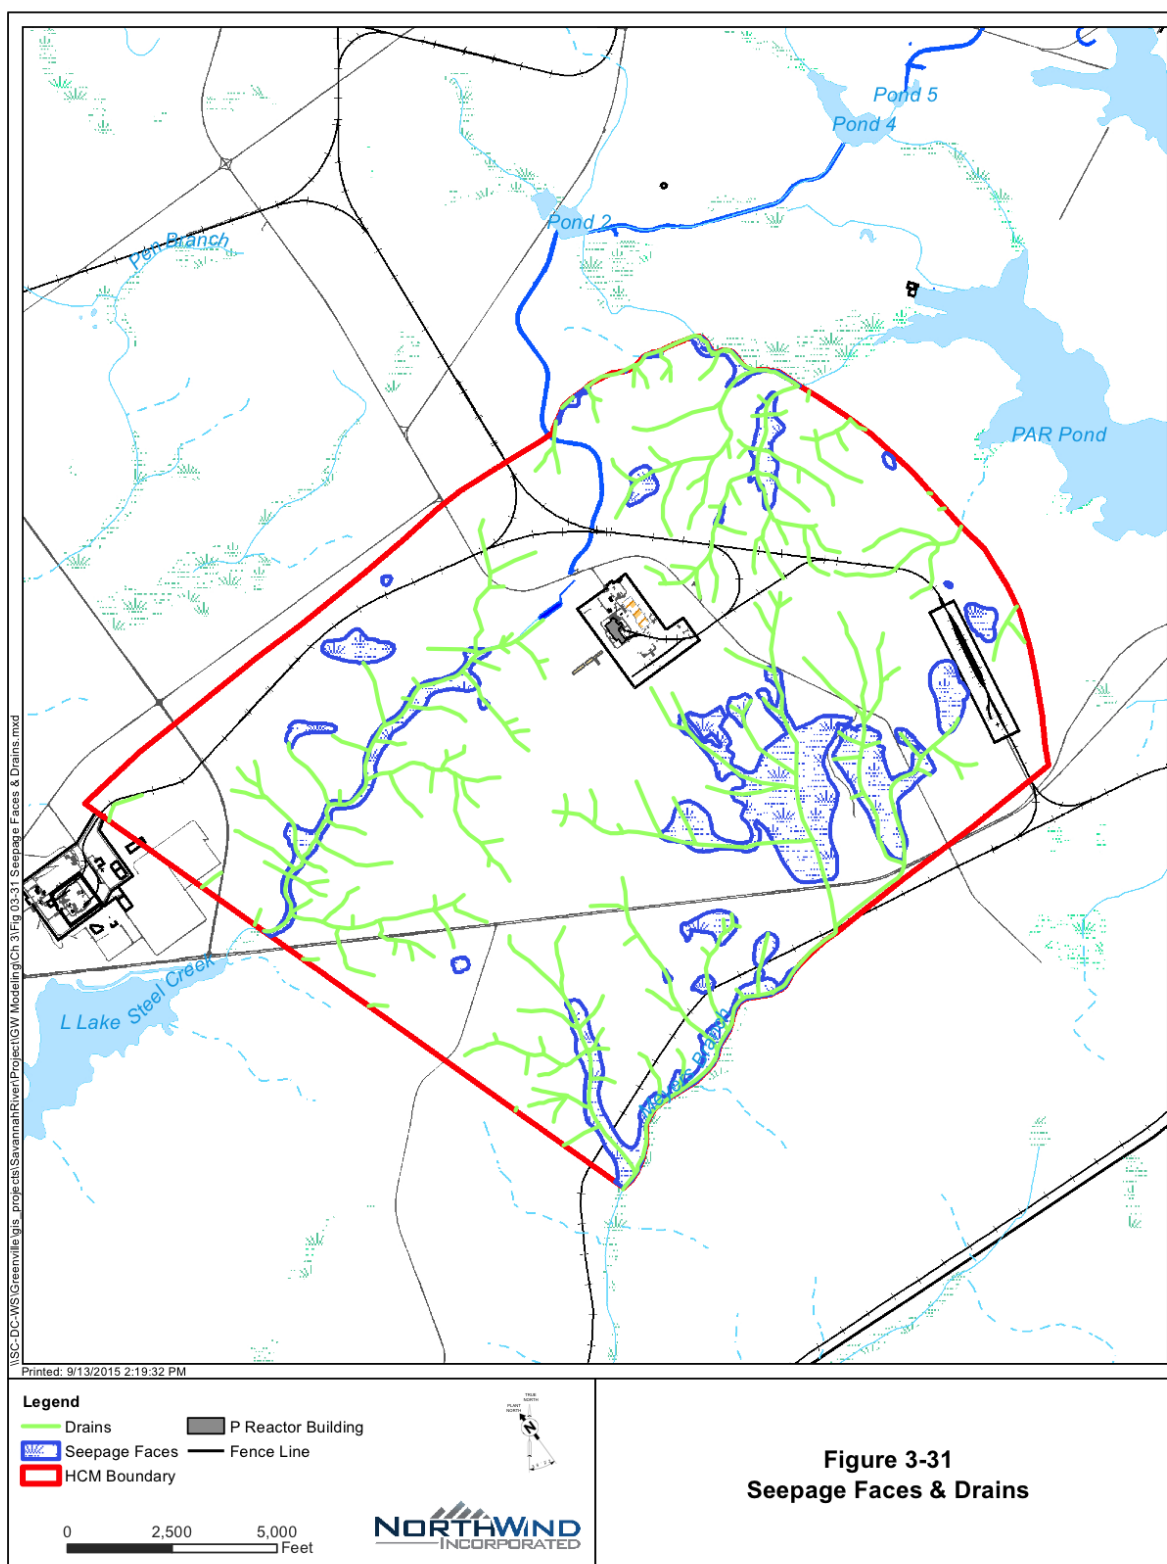 Pond 5
Pond 4
Pond 2
Pen Branch
PAR Pond
L Lake
Steel Creek
Meyers Branch
\\SC-DC-WS\Greenville\gis_projects\SavannahRiver\Project\GW Modeling\Ch 3\Fig 03-31 Seepage Faces & Drains.mxd
Printed: 9/13/2015 2:19:32 PM
Legend
Drains
Seepage Faces
HCM Boundary
P Reactor Building
Fence Line
0 2,500 5,000
Feet
TRUE
NORTH
PLANT
NORTH
N
NORTHWIND
INCORPORATED
Figure 3-31
Seepage Faces & Drains